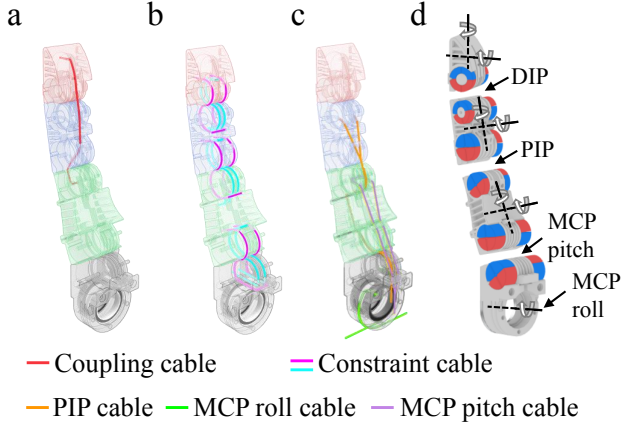 a b c d
DIP
PIP
MCP
pitch
MCP
roll
Coupling cable Constraint cable
PIP cable MCP roll cable MCP pitch cable